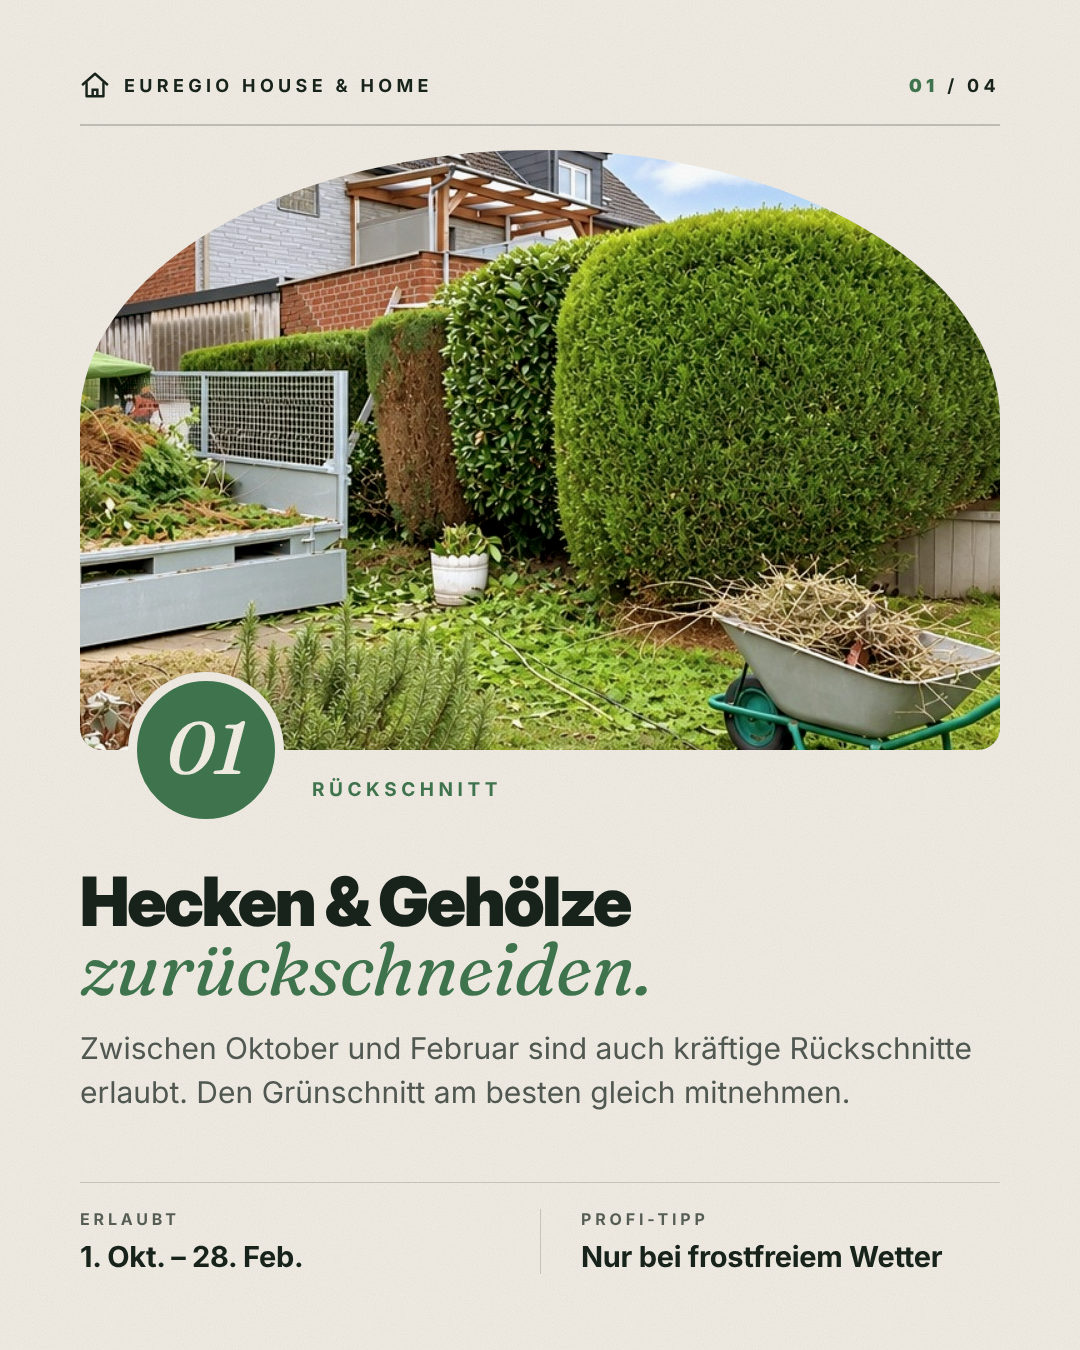 EUREGIO HOUSE & HOME
01 / 04
01
RÜCKSCHNITT
Hecken & Gehölze
zurückschneiden.
Zwischen Oktober und Februar sind auch kräftige Rückschnitte
erlaubt. Den Grünschnitt am besten gleich mitnehmen.
ERLAUBT
1. Okt. – 28. Feb.
PROFI-TIPP
Nur bei frostfreiem Wetter